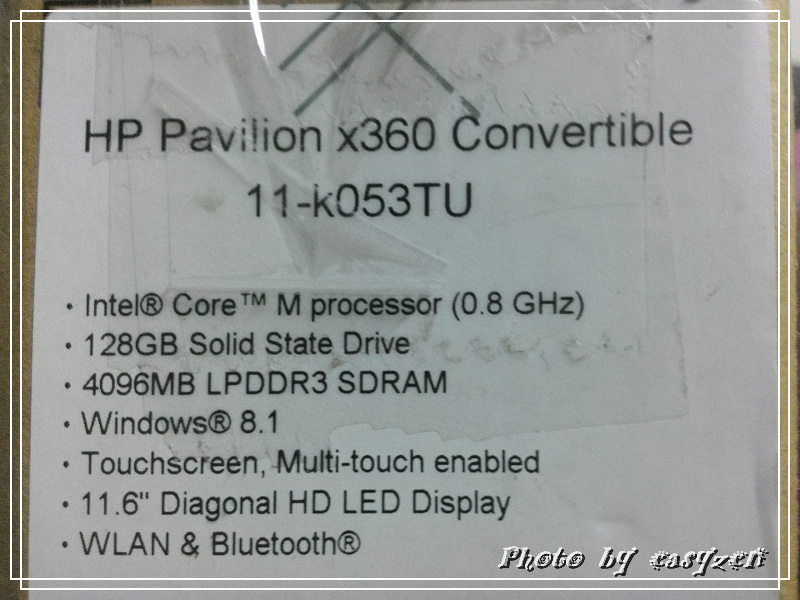 HP Pavilion x360 Convertible
11-k053TU
· Intel® Core™ M processor (0.8 GHz)
· 128GB Solid State Drive
· 4096MB LPDDR3 SDRAM
· Windows® 8.1
· Touchscreen, Multi-touch enabled
· 11.6" Diagonal HD LED Display
· WLAN & Bluetooth®
Photo by easyzen